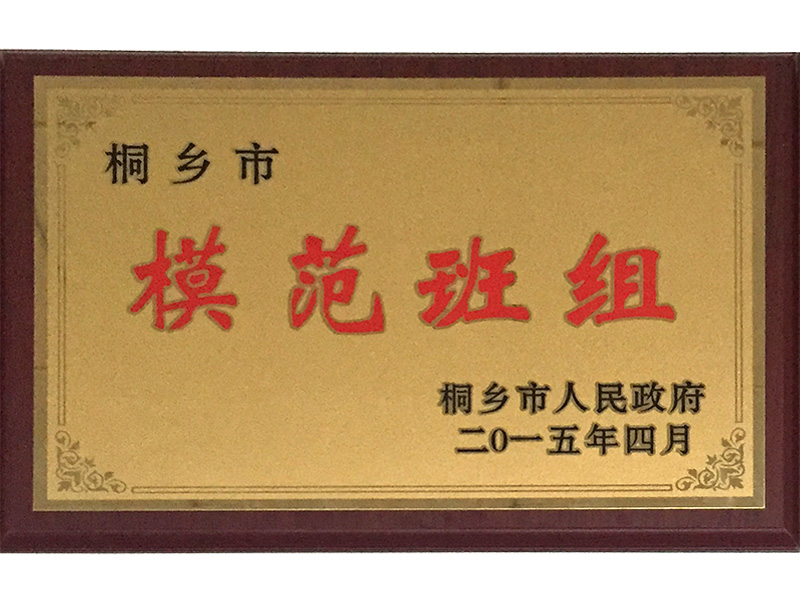 桐乡市
模范班组
桐乡市人民政府
二0一五年四月